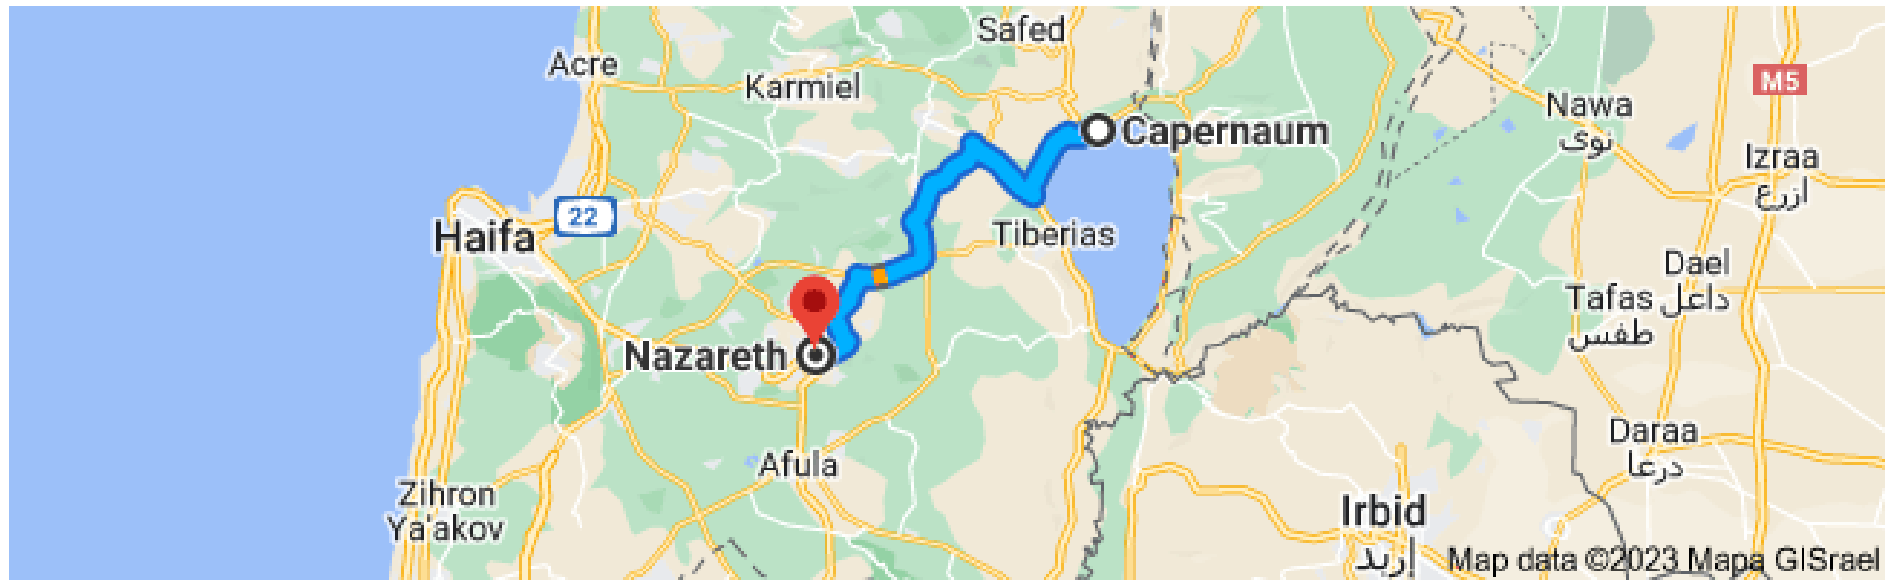 Safed
Acre
Karmiel
M5
Nawa
نوى
Capernaum
Izraa
ازرع
22
Haifa
Tiberias
Dael
داعل
Tafas
طفس
Nazareth
Daraa
درعا
Afula
Zihron
Ya'akov
Irbid
إربد
Map data ©2023 Mapa GISrael